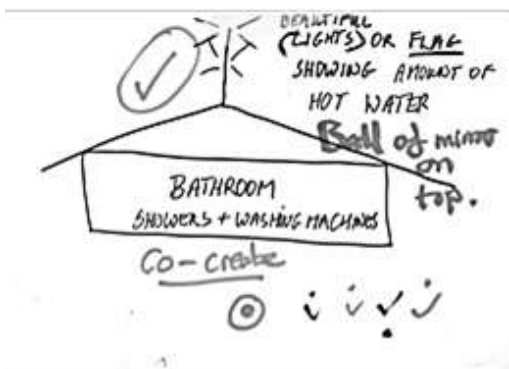 BEAUTIFUL
(LIGHTS) OR FLAG
SHOWING AMOUNT OF
HOT WATER
Ball of
on
top.
BATHROOM
SHOWERS + WASHING MACHINES
Co-create